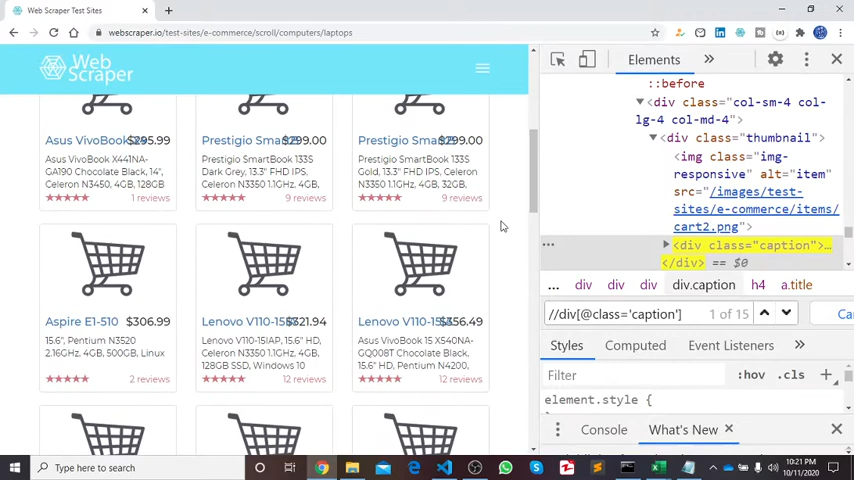 Web Scraper Test Sites
webscraper.io/test-sites/e-commerce/scroll/computers/laptops
Web
Scraper
Asus VivoBook $295.99
Prestigio Sma $299.00
Prestigio Sma $299.00
Asus VivoBook X441NA-
GA190 Chocolate Black, 14",
Celeron N3450, 4GB, 128GB
Prestigio SmartBook 133S
Dark Grey, 13.3" FHD IPS,
Celeron N3350 1.1GHz, 4GB,
Prestigio SmartBook 133S
Gold, 13.3" FHD IPS, Celeron
N3350 1.1GHz, 4GB, 32GB,
1 reviews
9 reviews
9 reviews
Aspire E1-510 $306.99
Lenovo V110-15 $321.94
Lenovo V110-15 $356.49
15.6", Pentium N3520
2.16GHz, 4GB, 500GB, Linux
Lenovo V110-15IAP, 15.6" HD,
Celeron N3350 1.1GHz, 4GB,
128GB SSD, Windows 10
Asus VivoBook 15 X540NA-
GQ008T Chocolate Black,
15.6" HD, Pentium N4200,
2 reviews
12 reviews
12 reviews
Elements
::before
<div class="col-sm-4 col-
lg-4 col-md-4">
<div class="thumbnail">
<img class="img-
responsive" alt="item"
src="/images/test-
sites/e-commerce/items/
cart2.png">
<div class="caption">…
</div> == $0
... div div div div.caption h4 a.title
//div[@class='caption'] 1 of 15 Ca
Styles Computed Event Listeners
Filter :hov .cls
element.style {
Console What's New
Type here to search
10:21 PM
10/11/2020